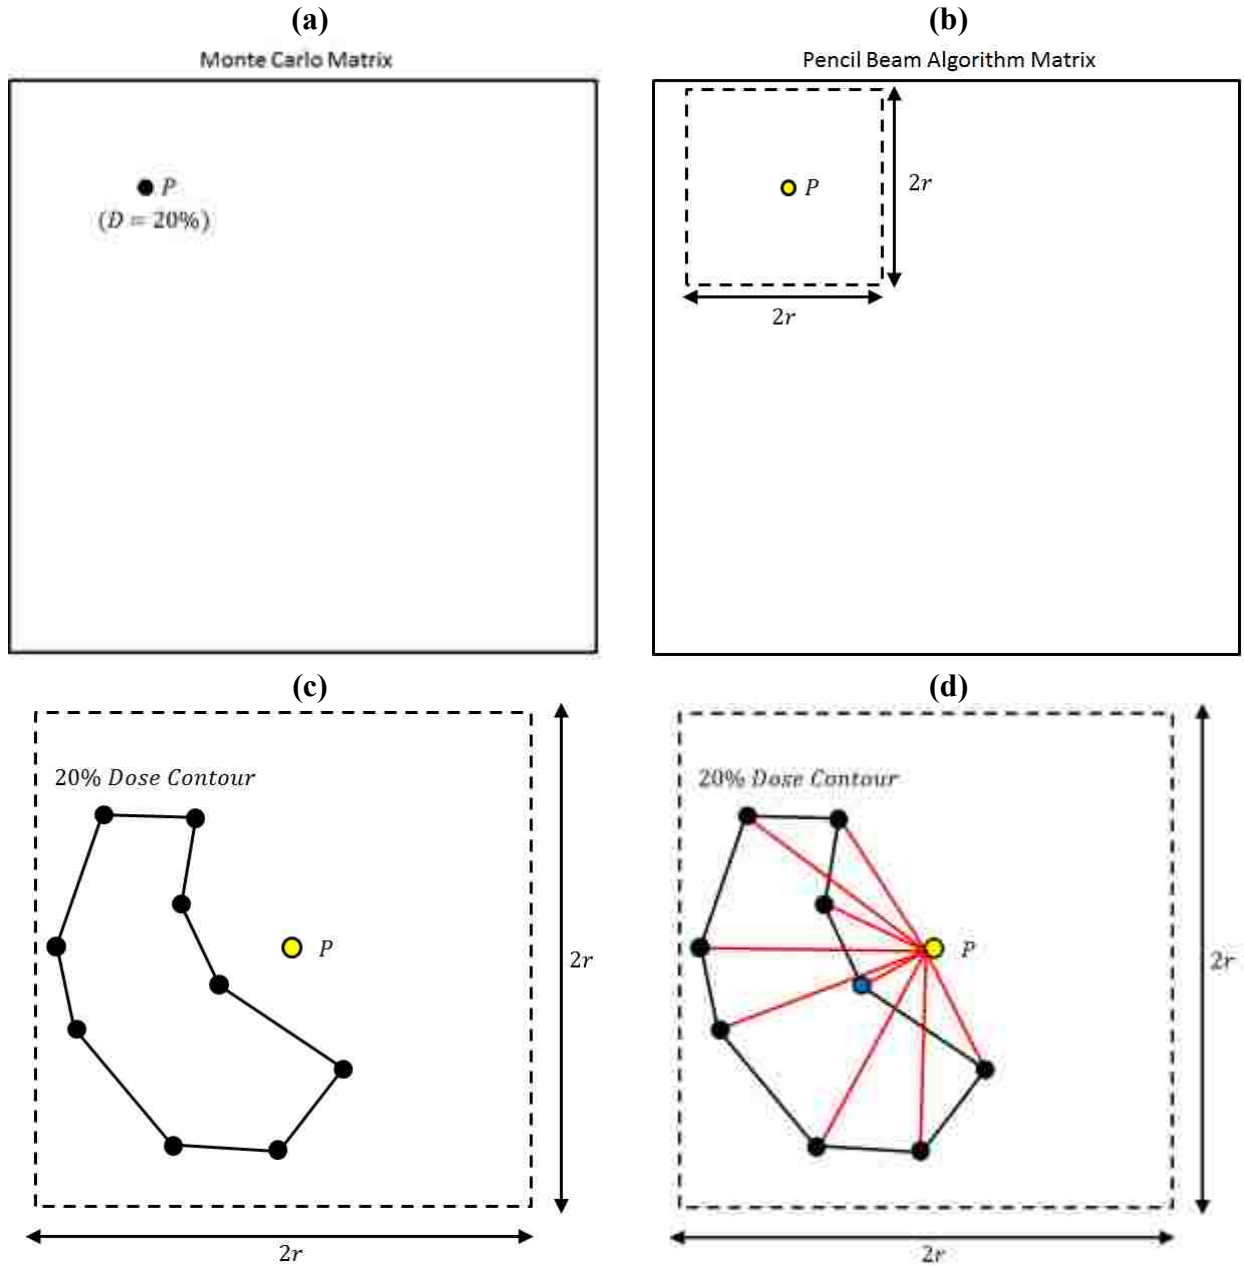 (a)
Monte Carlo Matrix
P
(D = 20%)
(b)
Pencil Beam Algorithm Matrix
P
2r
2r
(c)
20% Dose Contour
P
2r
2r
(d)
20% Dose Contour
P
2r
2r